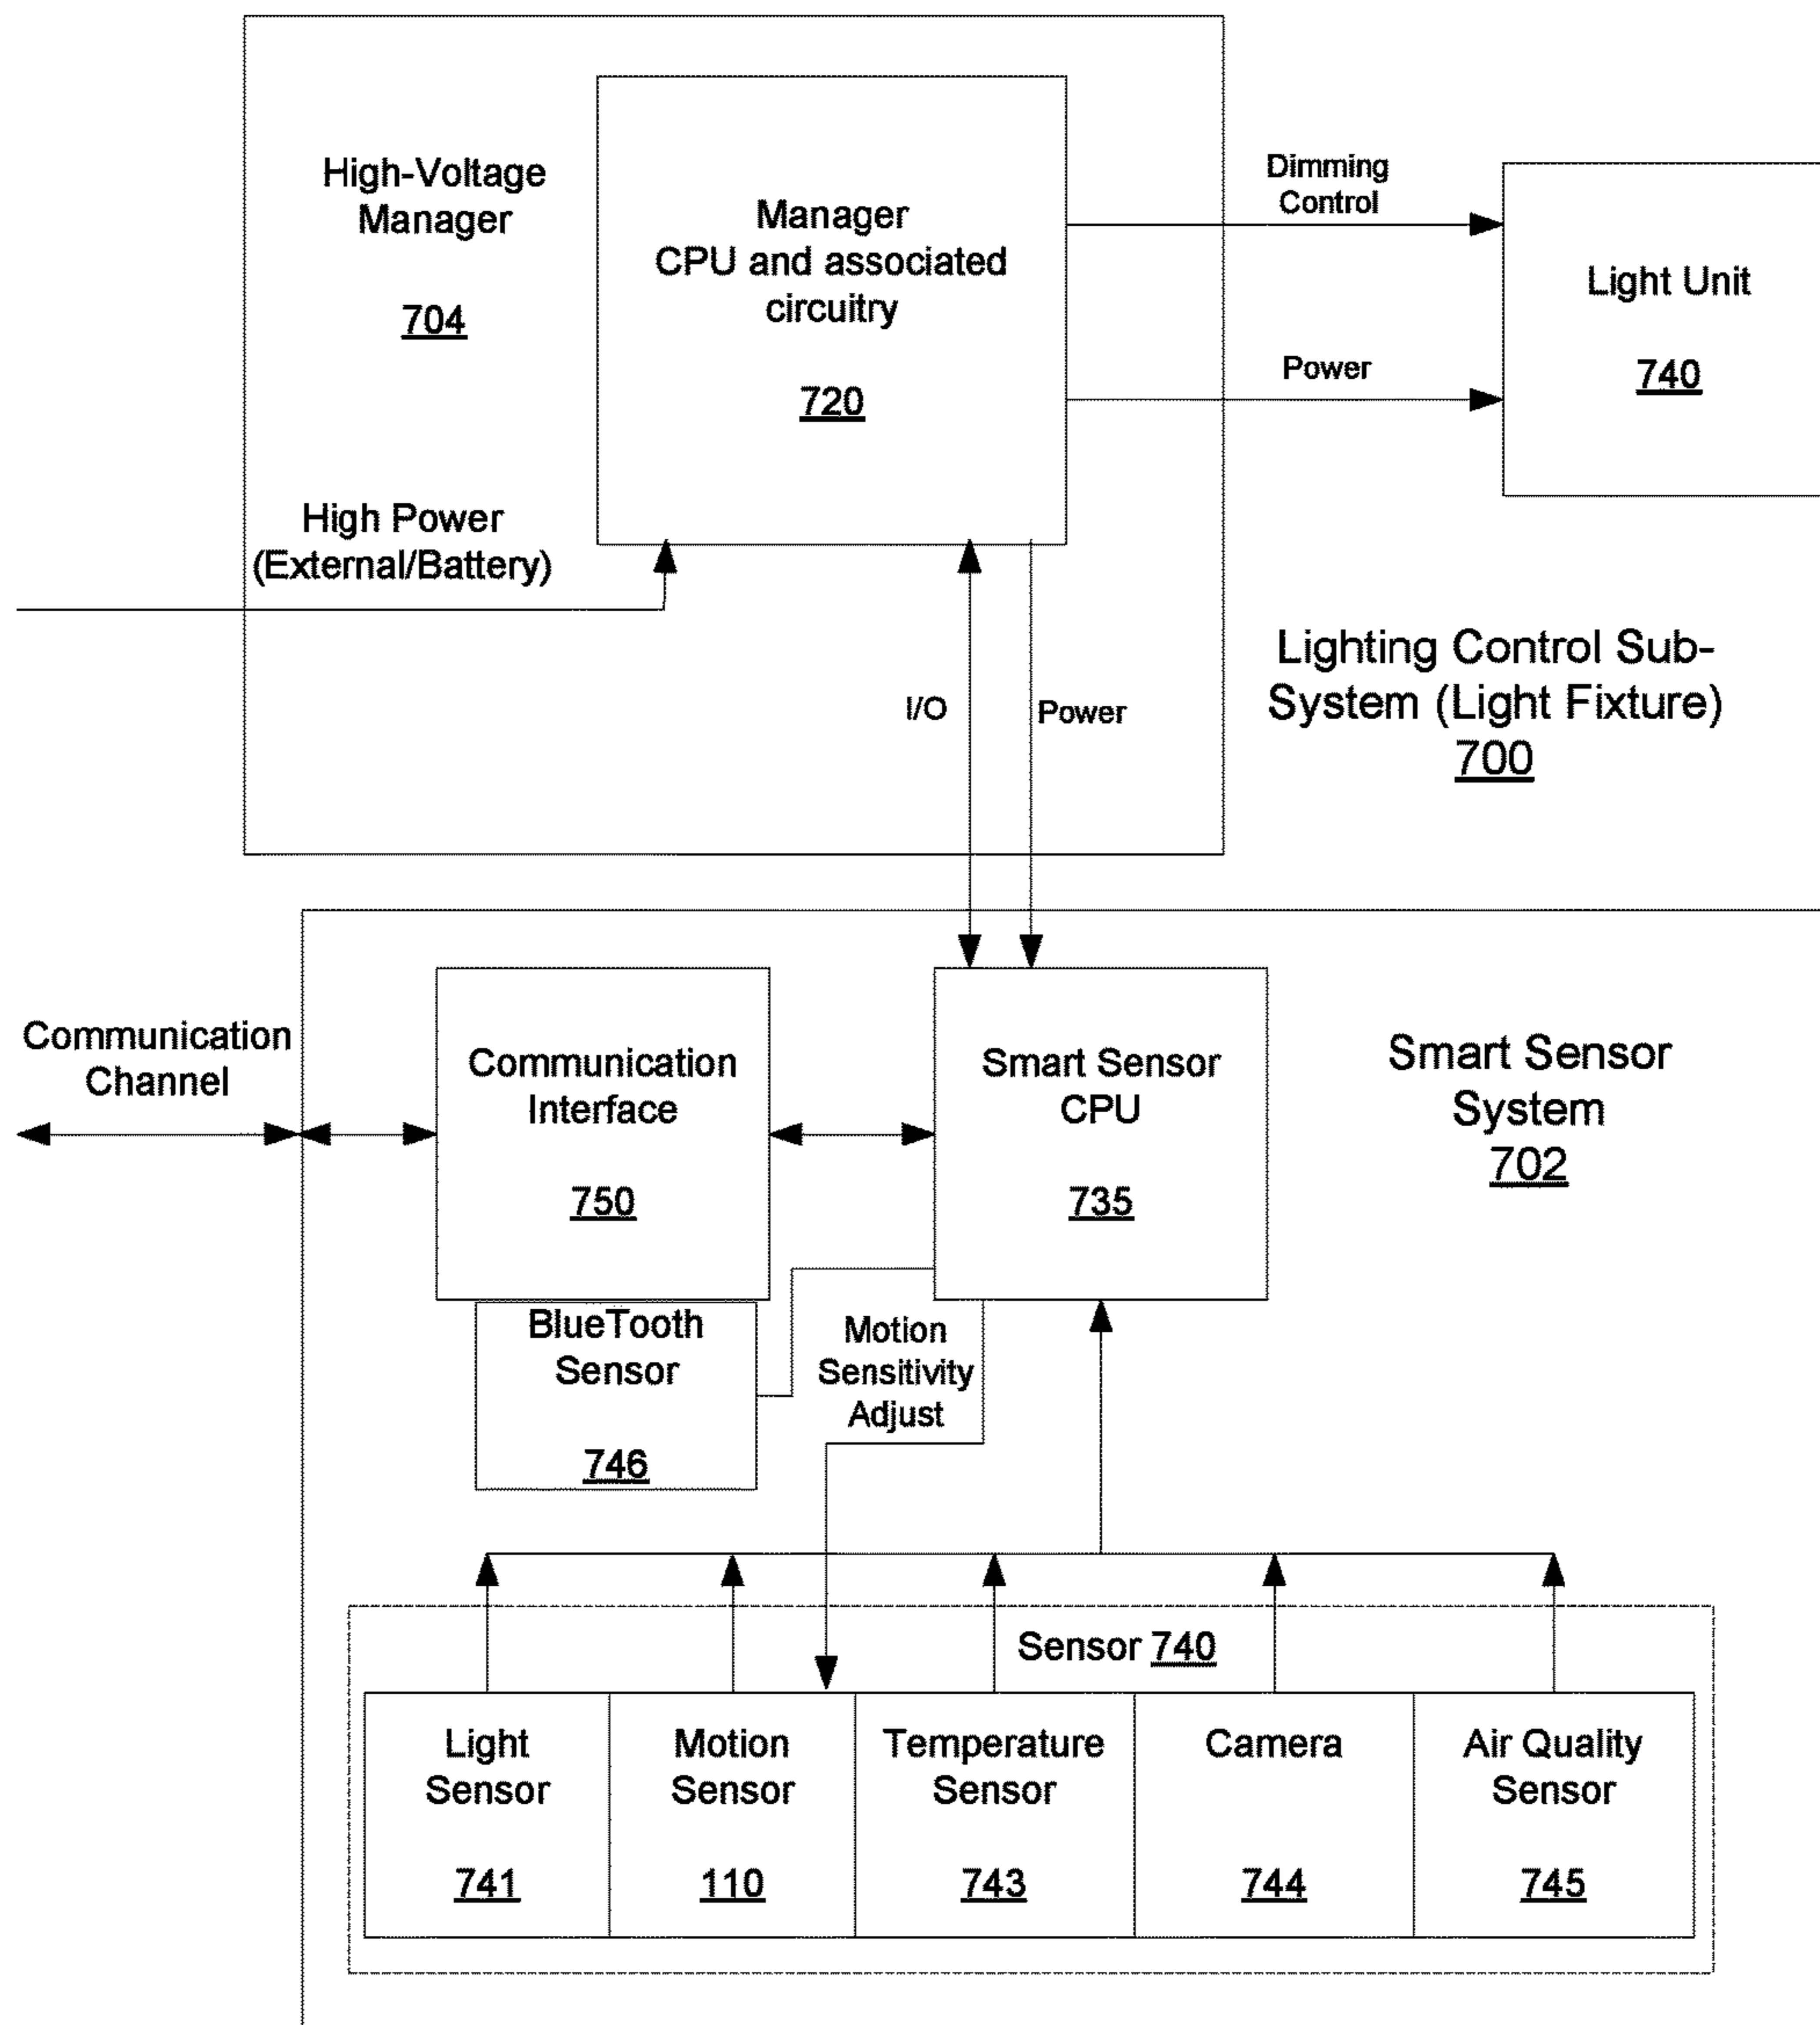 High-Voltage
Manager
704
Manager
CPU and associated
circuitry
720
Dimming
Control
Power
Light Unit
740
High Power
(External/Battery)
I/O
Power
Lighting Control Sub-
System (Light Fixture)
700
Communication
Channel
Communication
Interface
750
Smart Sensor
CPU
735
Smart Sensor
System
702
BlueTooth
Sensor
746
Motion
Sensitivity
Adjust
Sensor 740
Light
Sensor
741
Motion
Sensor
110
Temperature
Sensor
743
Camera
744
Air Quality
Sensor
745